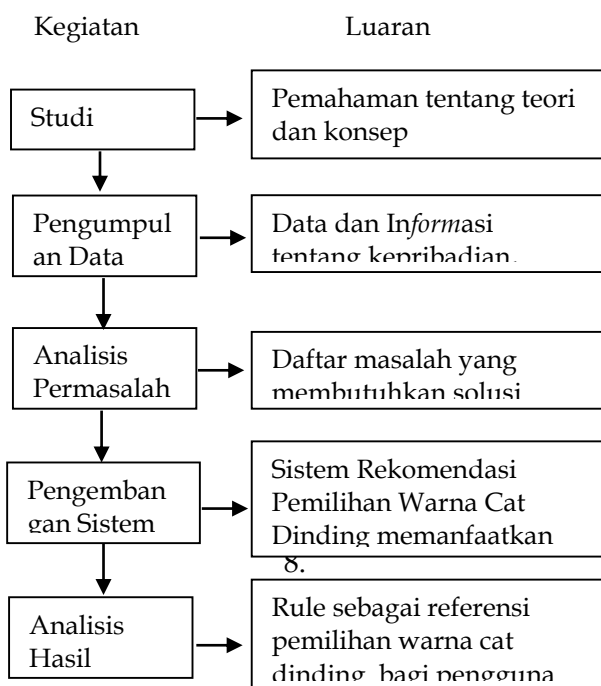 Kegiatan Luaran
Studi
Pemahaman tentang teori
dan konsep
Pengumpul
an Data
Data dan Informasi
tentang kepribadian.
Analisis
Permasalah
Daftar masalah yang
membutuhkan solusi
Pengemban
gan Sistem
Sistem Rekomendasi
Pemilihan Warna Cat
Dinding memanfaatkan
8.
Analisis
Hasil
Rule sebagai referensi
pemilihan warna cat
dinding bagi pengguna